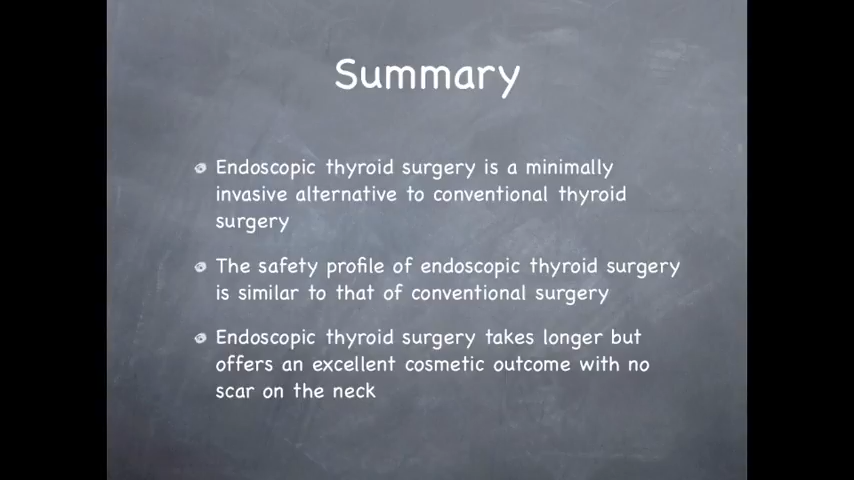 Summary
Endoscopic thyroid surgery is a minimally
invasive alternative to conventional thyroid
surgery
The safety profile of endoscopic thyroid surgery
is similar to that of conventional surgery
Endoscopic thyroid surgery takes longer but
offers an excellent cosmetic outcome with no
scar on the neck